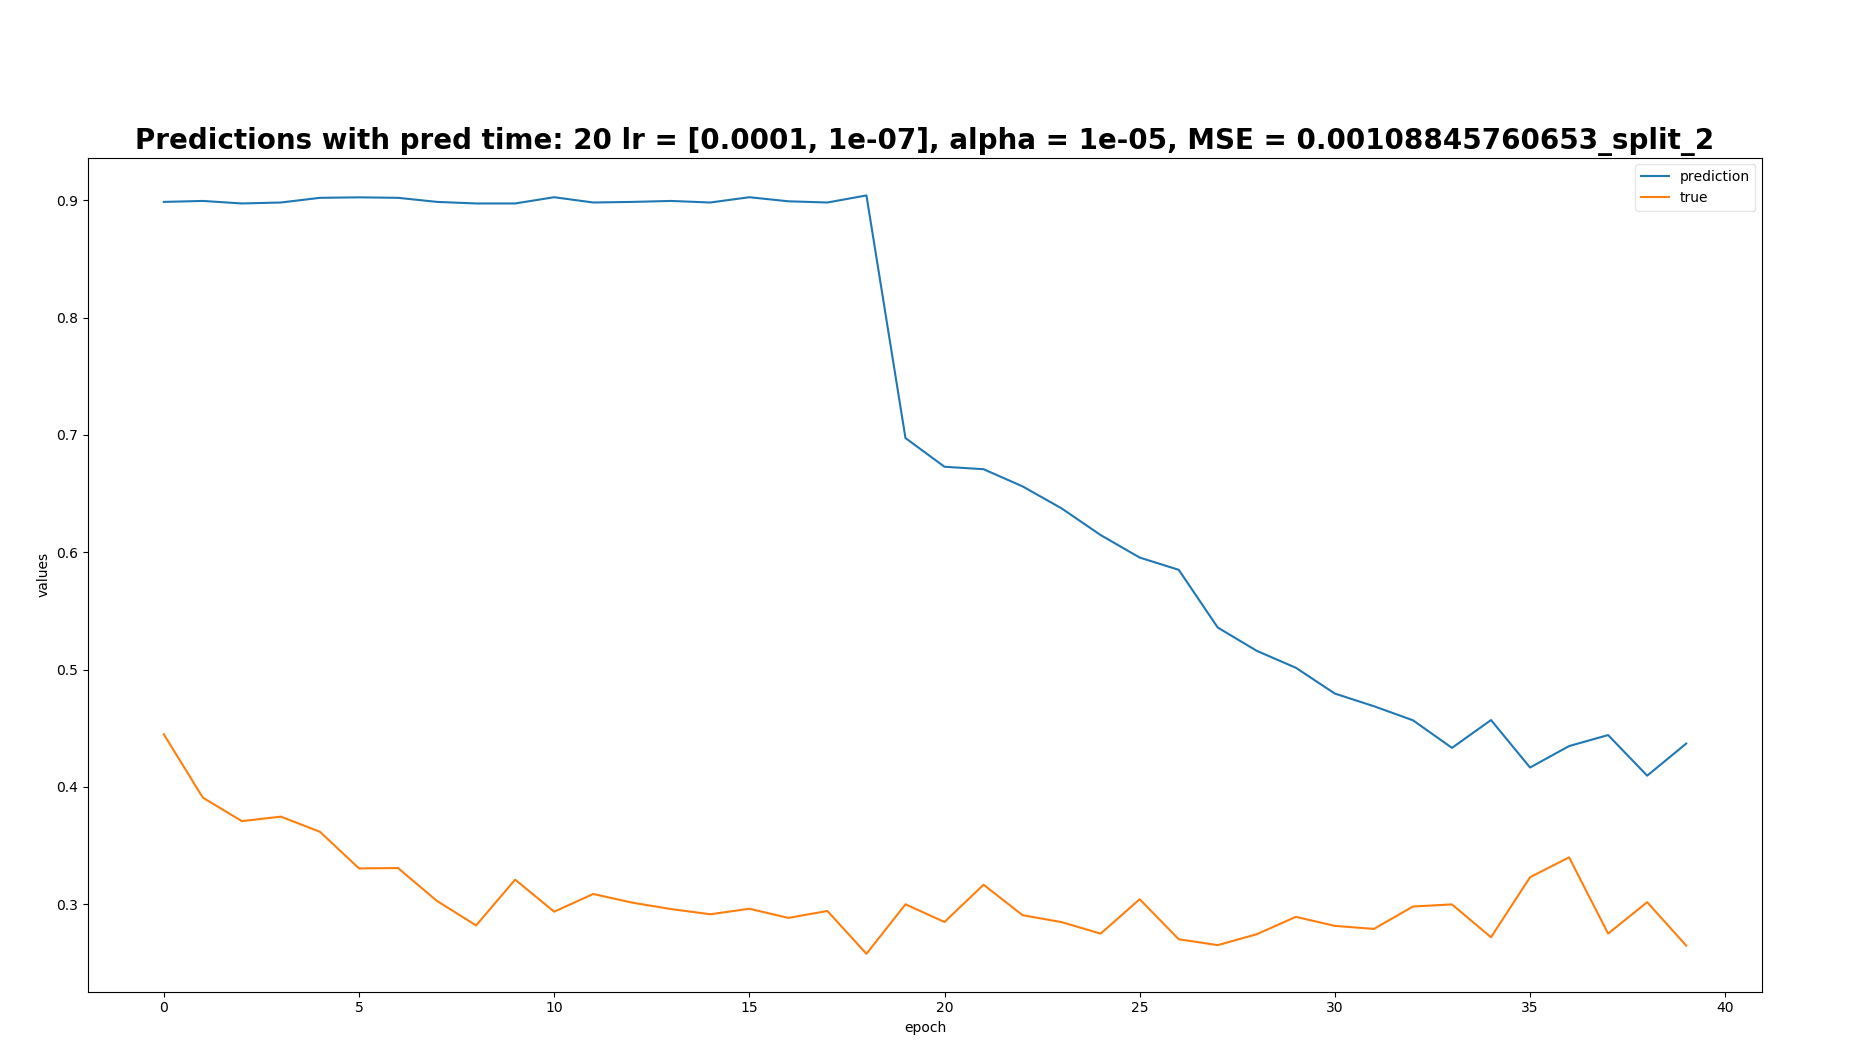 Predictions with pred time: 20 lr = [0.0001, 1e-07], alpha = 1e-05, MSE = 0.00108845760653_split_2
prediction
true
0.9
0.8
0.7
0.6
0.5
0.4
0.3
values
0 5 10 15 20 25 30 35 40
epoch